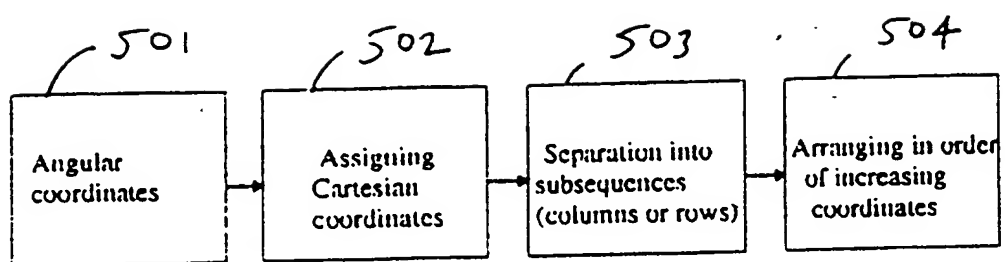 501
502
503
504
Angular
coordinates
Assigning
Cartesian
coordinates
Separation into
subsequences
(columns or rows)
Arranging in order
of increasing
coordinates